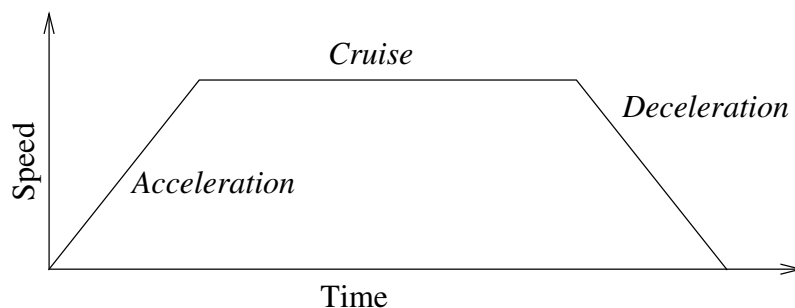 Cruise
Deceleration
Speed
Acceleration
Time